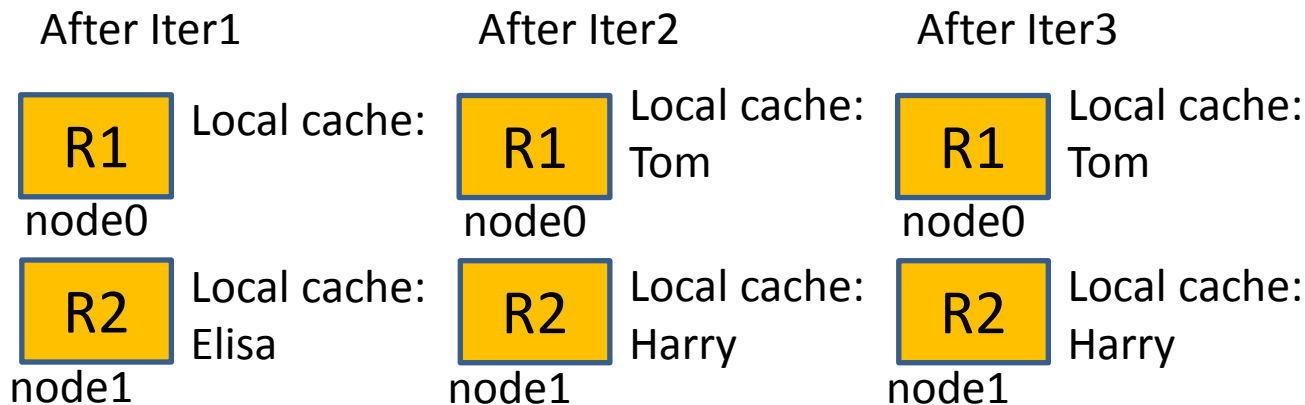 After Iter1
R1
Local cache:
node0
R2
Local cache:
Elisa
node1
After Iter2
R1
Local cache:
Tom
node0
R2
Local cache:
Harry
node1
After Iter3
R1
Local cache:
Tom
node0
R2
Local cache:
Harry
node1